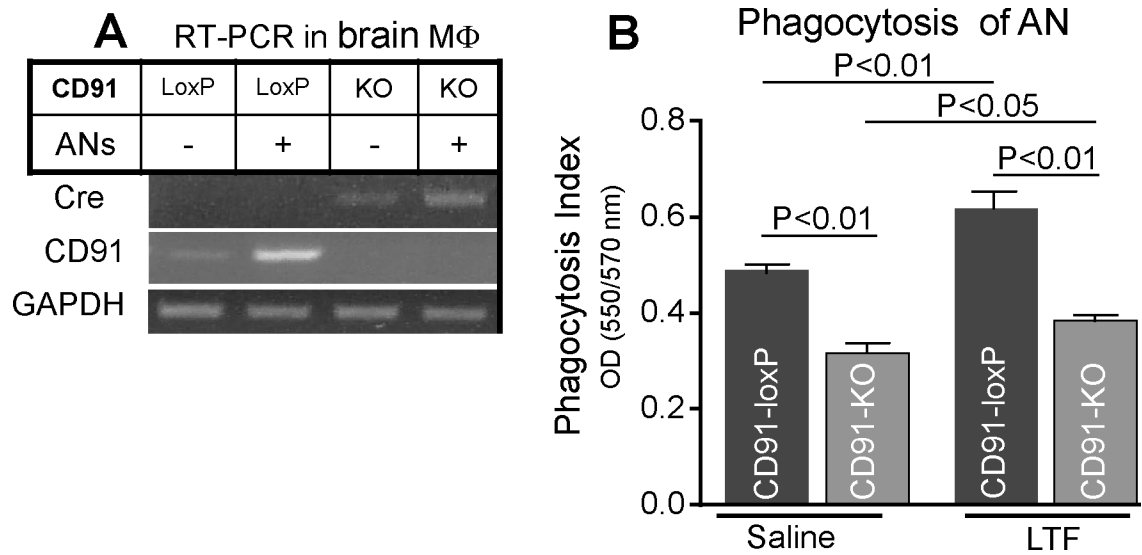 A RT-PCR in brain MΦ
CD91 LoxP LoxP KO KO
ANs - + - +
Cre
CD91
GAPDH
B Phagocytosis of AN
P<0.01
P<0.05
P<0.01
P<0.01
Phagocytosis Index
OD (550/570 nm)
0.8
0.6
0.4
0.2
0.0
CD91-loxP
CD91-KO
CD91-loxP
CD91-KO
Saline LTF